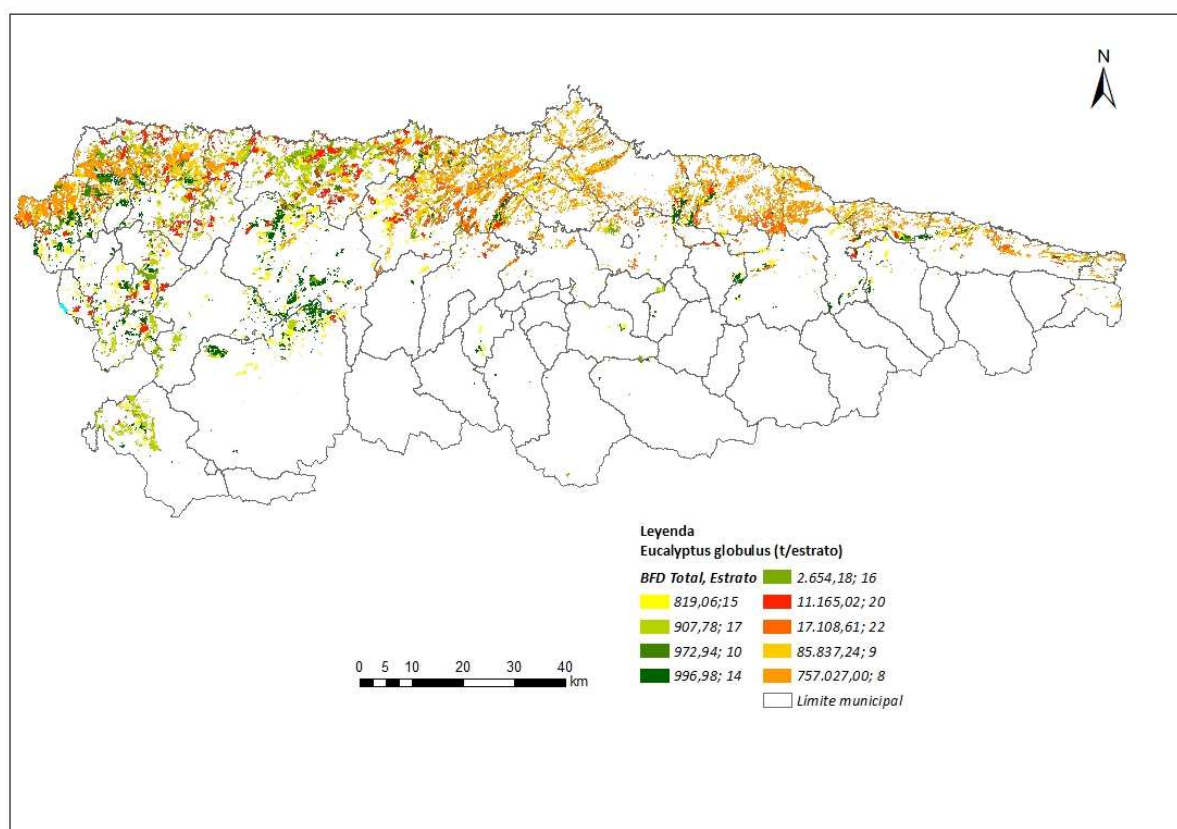 N
Leyenda
Eucalyptus globulus (t/estrato)
BFD Total, Estrato
819,06;15
907,78; 17
972,94; 10
996,98; 14
2.654,18; 16
11.165,02; 20
17.108,61; 22
85.837,24; 9
757.027,00; 8
Límite municipal
0 5 10 20 30 40
km